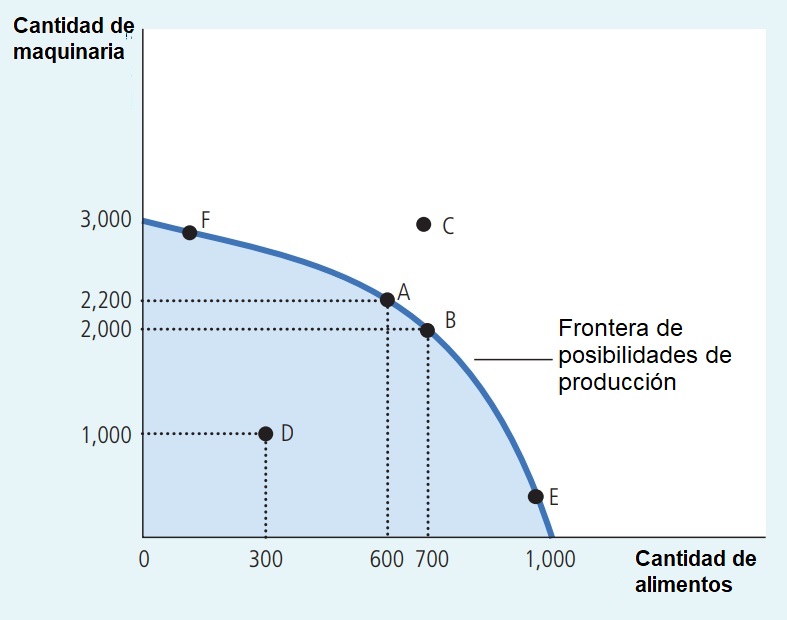 Cantidad de
maquinaria
3,000
F
C
2,200
A
2,000
B
Frontera de
posibilidades de
producción
1,000
D
E
0
300
600
700
1,000
Cantidad de
alimentos